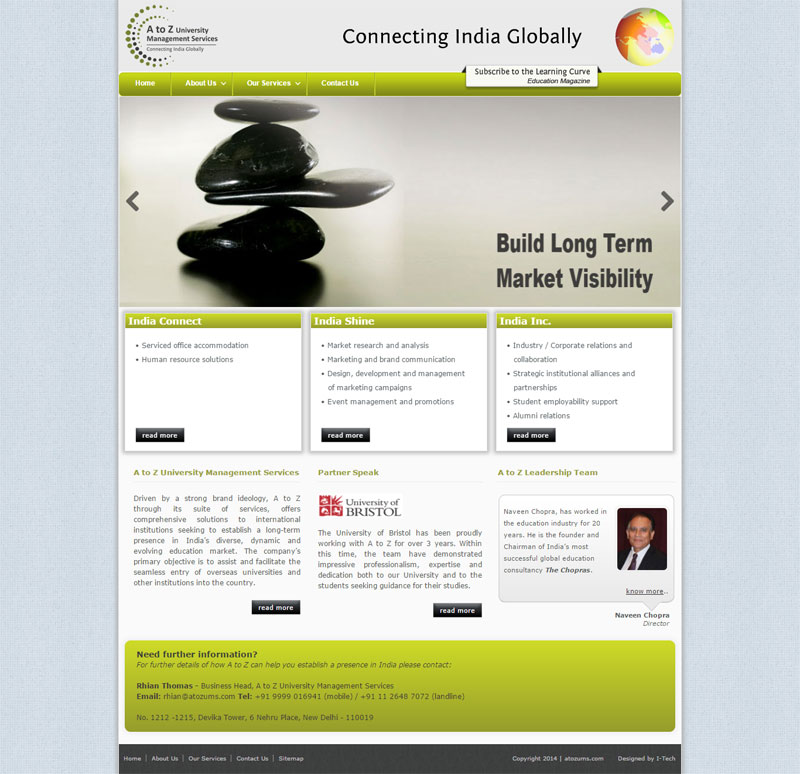 A to Z University
Management Services
Connecting India Globally
Connecting India Globally
Subscribe to the Learning Curve
Education Magazine
Home
About Us
Our Services
Contact Us
Build Long Term
Market Visibility
India Connect
• Serviced office accommodation
• Human resource solutions
read more
India Shine
• Market research and analysis
• Marketing and brand communication
• Design, development and management
of marketing campaigns
• Event management and promotions
read more
India Inc.
• Industry / Corporate relations and
collaboration
• Strategic institutional alliances and
partnerships
• Student employability support
• Alumni relations
read more
A to Z University Management Services
Driven by a strong brand ideology, A to Z
through its suite of services, offers
comprehensive solutions to international
institutions seeking to establish a long-term
presence in India's diverse, dynamic and
evolving education market. The company's
primary objective is to assist and facilitate the
seamless entry of overseas universities and
other institutions into the country.
read more
Partner Speak
University of
BRISTOL
The University of Bristol has been proudly
working with A to Z for over 3 years. Within
this time, the team have demonstrated
impressive professionalism, expertise and
dedication both to our University and to the
students seeking guidance for their studies.
read more
A to Z Leadership Team
Naveen Chopra, has worked in
the education industry for 20
years. He is the founder and
Chairman of India's most
successful global education
consultancy The Chopras.
know more..
Naveen Chopra
Director
Need further information?
For further details of how A to Z can help you establish a presence in India please contact:
Rhian Thomas - Business Head, A to Z University Management Services
Email: rhian@atozums.com Tel: +91 9999 016941 (mobile) / +91 11 2648 7072 (landline)
No. 1212 -1215, Devika Tower, 6 Nehru Place, New Delhi - 110019
Home | About Us | Our Services | Contact Us | Sitemap
Copyright 2014 | atozums.com Designed by I-Tech